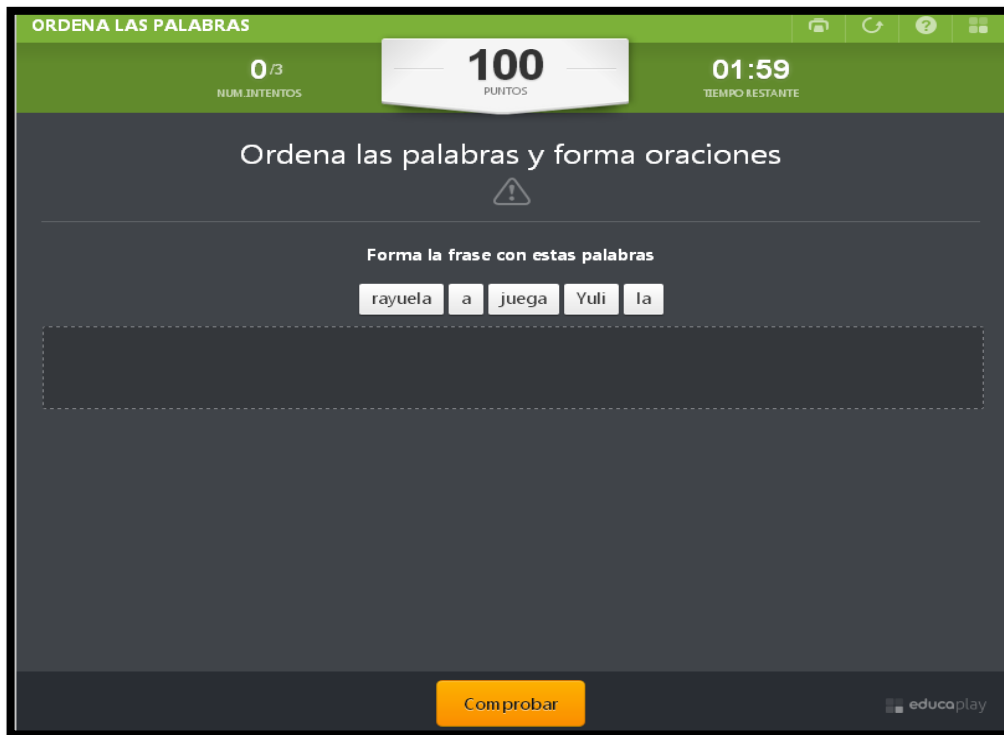 ORDENA LAS PALABRAS
0/3
NUM.INTENTOS
100
PUNTOS
01:59
TIEMPO RESTANTE
Ordena las palabras y forma oraciones
Forma la frase con estas palabras
rayuela a juega Yuli la
Comprobar
educaplay